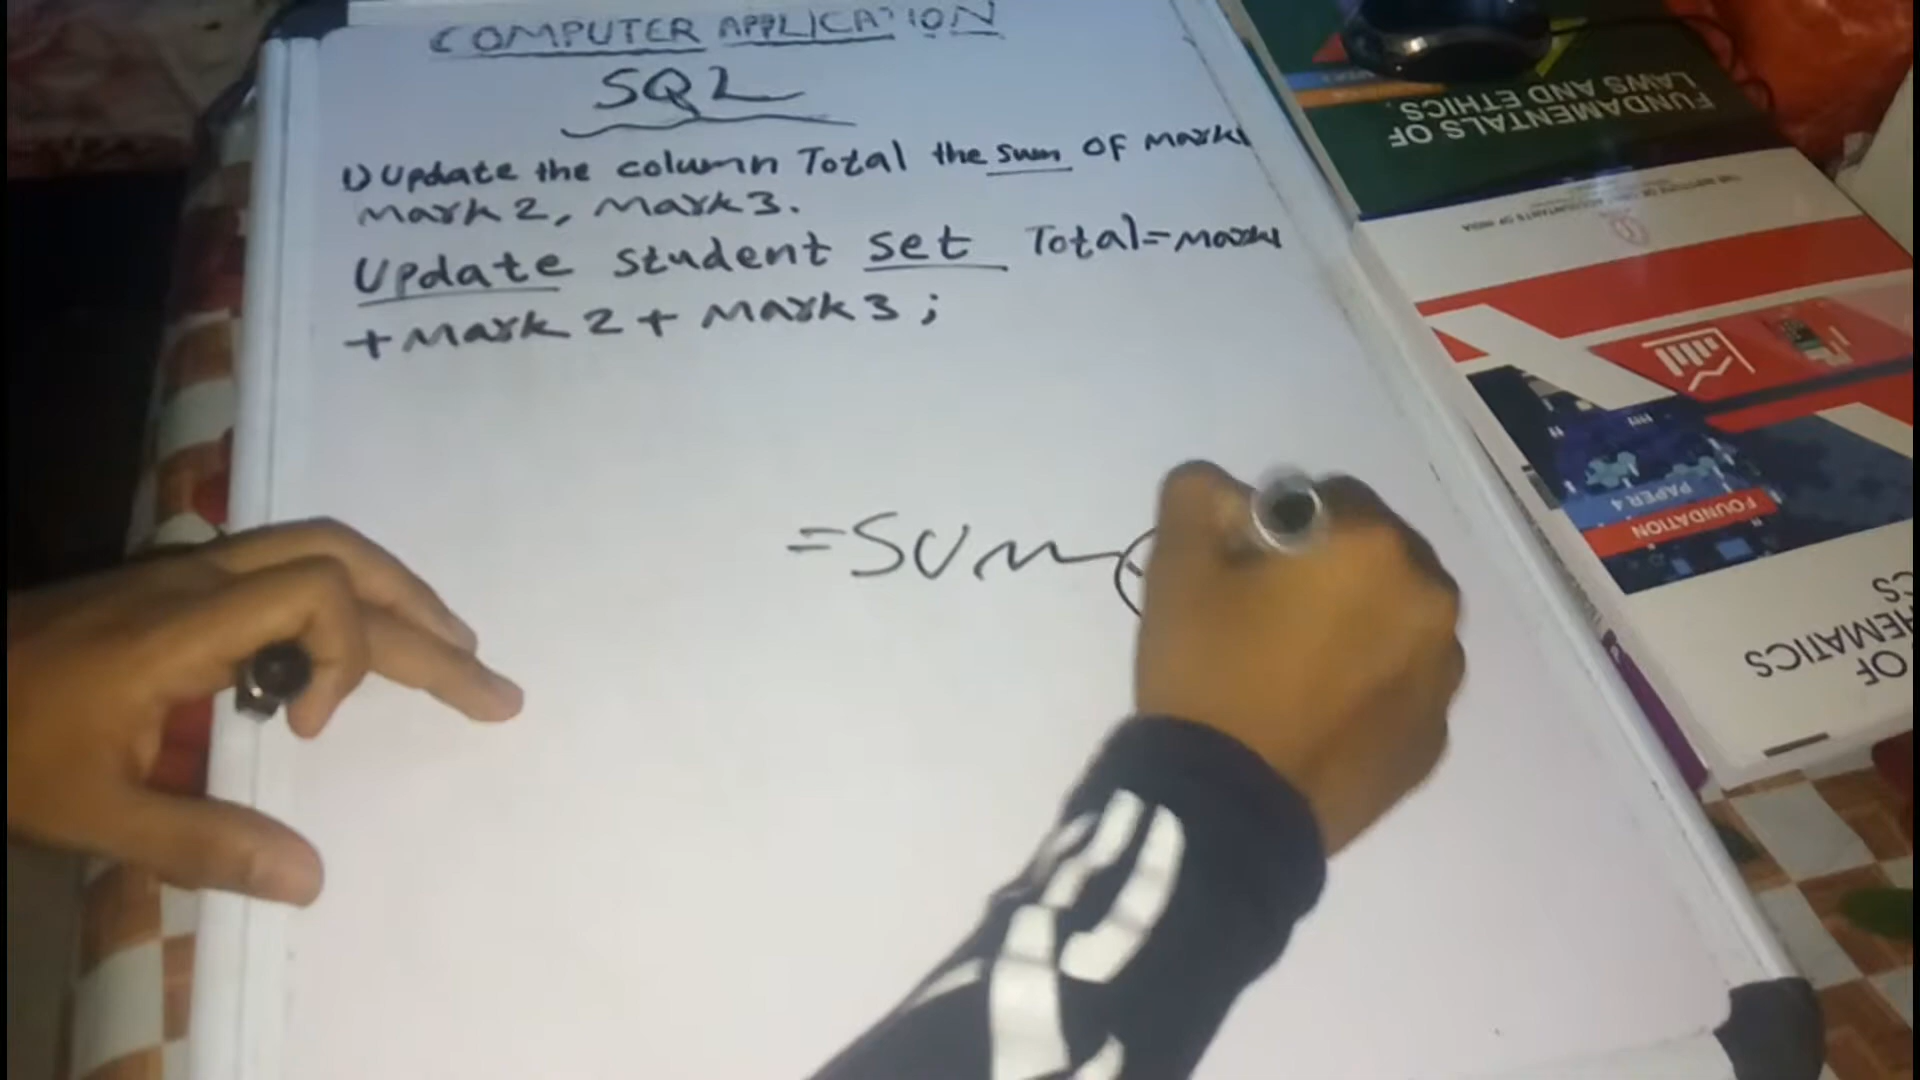 COMPUTER APPLICATION
SQL
1) Update the column Total the sum of mark1
mark2, mark3.
Update student set Total=mark1
+mark2+mark3;
=SUM(
FUNDAMENTALS OF
LAWS AND ETHICS.
FOUNDATION
PAPER 4
OF